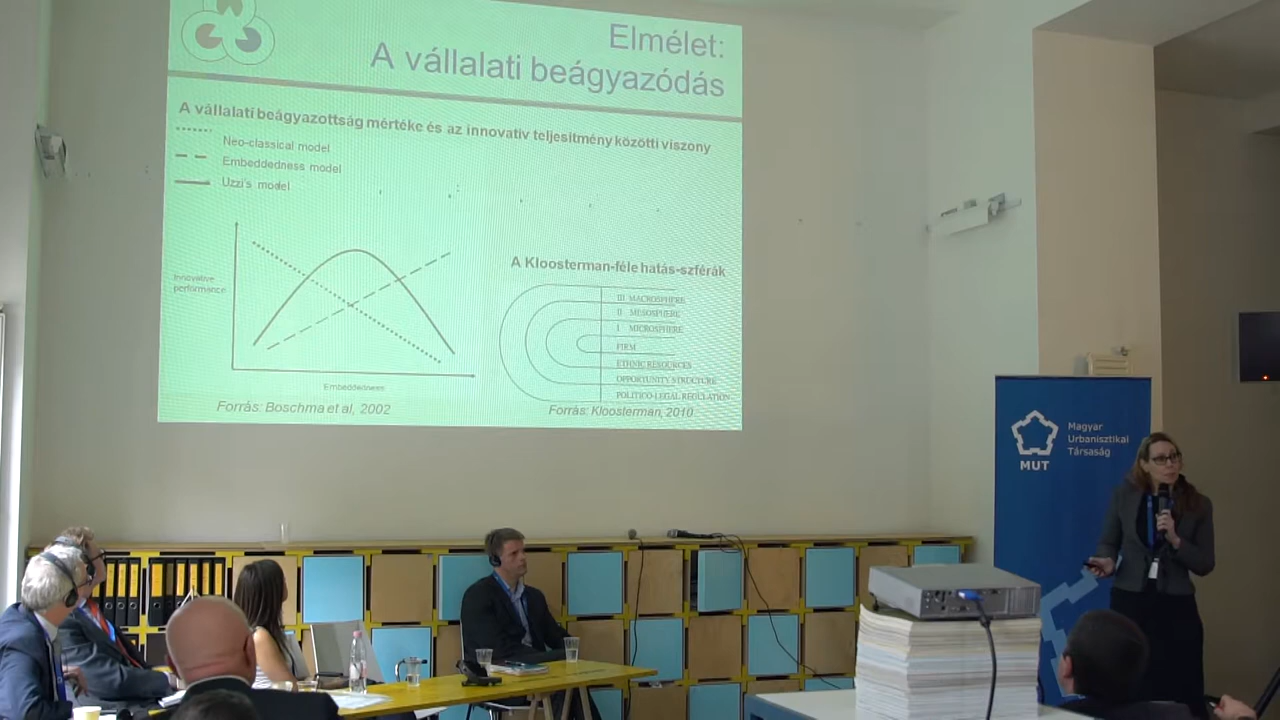 Elmélet:
A vállalati beágyazódás
A vállalati beágyazottság mértéke és az innovatív teljesítmény közötti viszony
Neo-classical model
Embeddedness model
Uzzi's model
Innovative
performance
Embeddedness
Forrás: Boschma et al, 2002
A Kloosterman-féle hatás-szférák
III MACROSPHERE
II MESOSPHERE
I MICROSPHERE
FIRM
ETHNIC RESOURCES
OPPORTUNITY STRUCTURE
POLITICO-LEGAL REGULATION
Forrás: Kloosterman, 2010
MUT
Magyar
Urbanisztikai
Társaság